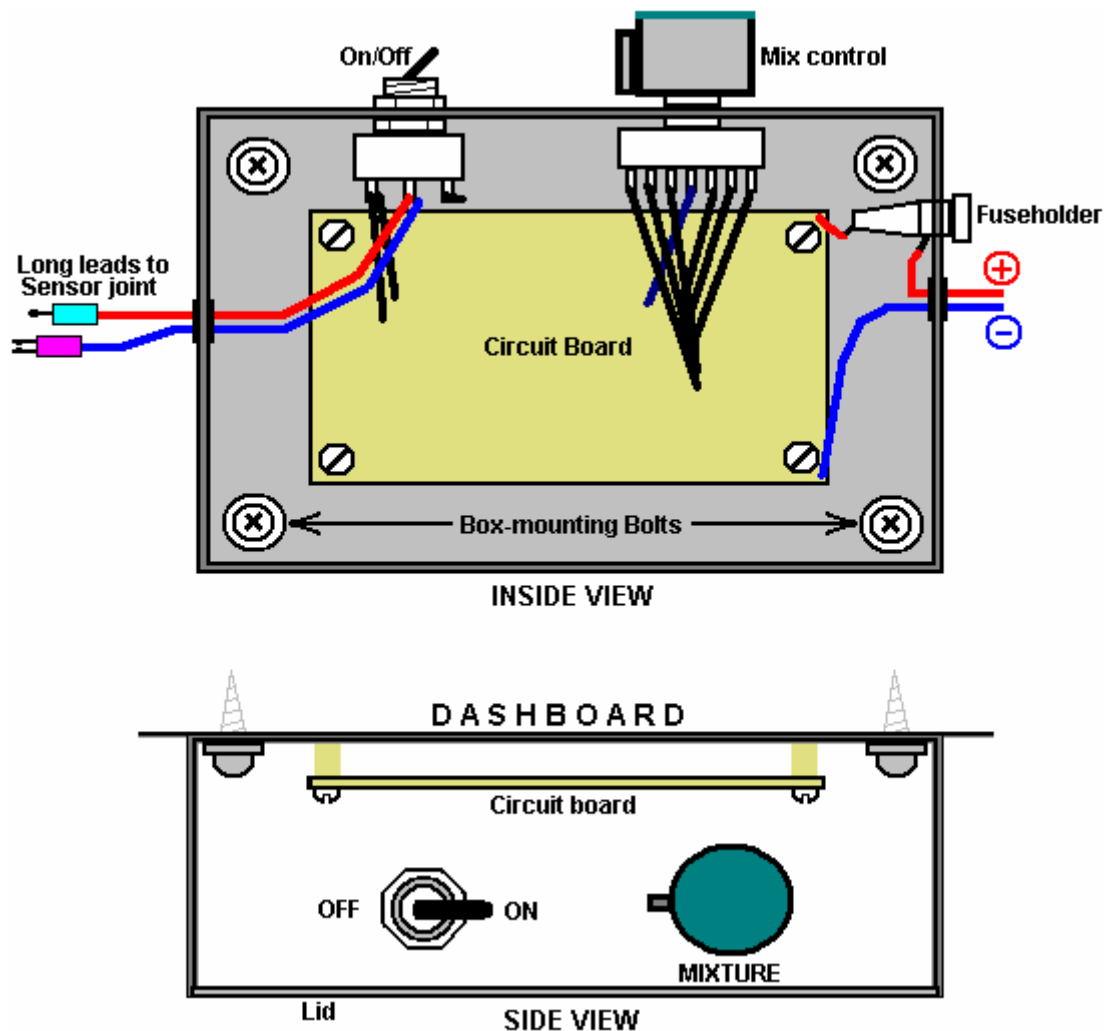 On/Off
Mix control
Fuseholder
Long leads to
Sensor joint
+
−
Circuit Board
Box-mounting Bolts
INSIDE VIEW
DASHBOARD
Circuit board
OFF
ON
MIXTURE
Lid
SIDE VIEW